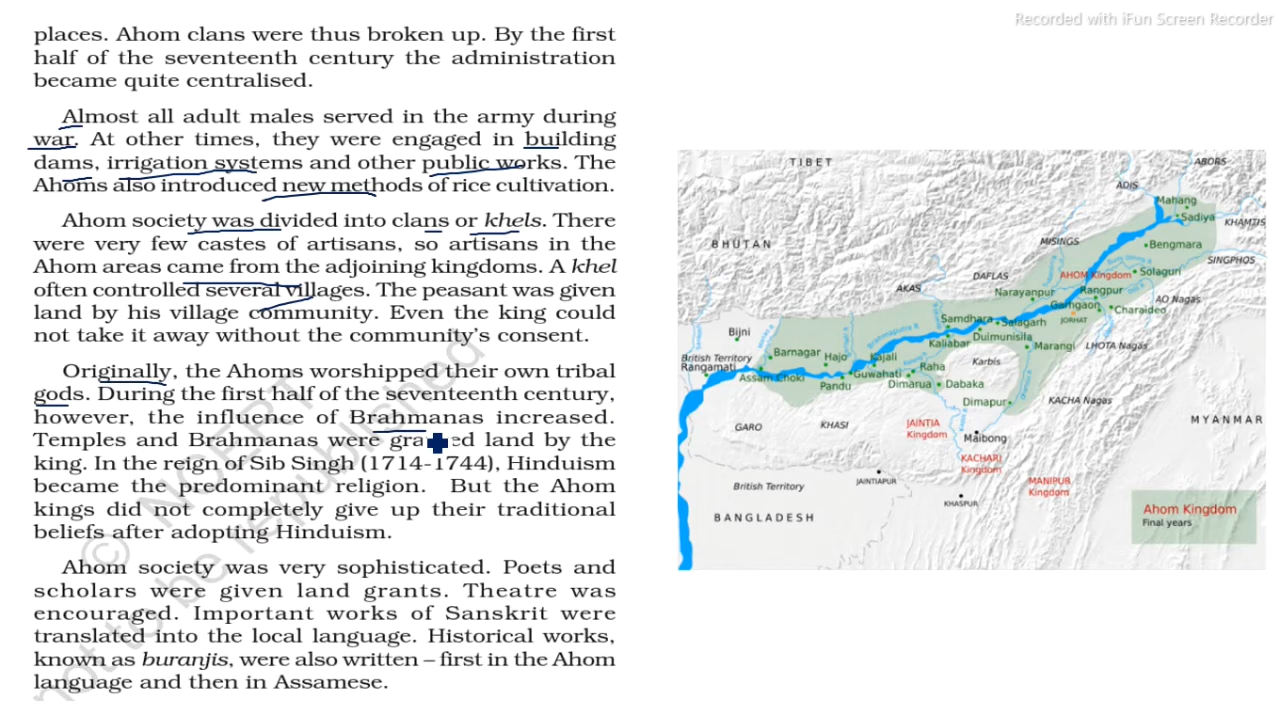 Recorded with iFun Screen Recorder
places. Ahom clans were thus broken up. By the first
half of the seventeenth century the administration
became quite centralised.
Almost all adult males served in the army during
war. At other times, they were engaged in building
dams, irrigation systems and other public works. The
Ahoms also introduced new methods of rice cultivation.
Ahom society was divided into clans or khels. There
were very few castes of artisans, so artisans in the
Ahom areas came from the adjoining kingdoms. A khel
often controlled several villages. The peasant was given
land by his village community. Even the king could
not take it away without the community's consent.
Originally, the Ahoms worshipped their own tribal
gods. During the first half of the seventeenth century,
however, the influence of Brahmanas increased.
Temples and Brahmanas were gra ed land by the
king. In the reign of Sib Singh (1714-1744), Hinduism
became the predominant religion. But the Ahom
kings did not completely give up their traditional
beliefs after adopting Hinduism.
Ahom society was very sophisticated. Poets and
scholars were given land grants. Theatre was
encouraged. Important works of Sanskrit were
translated into the local language. Historical works,
known as buranjis, were also written – first in the Ahom
language and then in Assamese.
© NCERT
not to be republished
TIBET
ABORS
ADIS
Mahang
Sadiya
KHAMTIS
BHUTAN
MISINGS
Bengmara
SINGPHOS
DAFLAS
AHOM Kingdom
Solaguri
AKAS
Narayanpur
Rangpur
AO Nagas
Garhgaon
Charaideo
Samdhara
Salagarh
JORHAT
Bijni
Brahmaputra R
Kaliabar
Duimunisila
Marangi
LHOTA Nagas
British Territory
Rangamati
Barnagar
Hajo
Kajali
Karbis
Assam Choki
Pandu
Guwahati
Raha
Dimarua
Dabaka
Dimapur
KACHA Nagas
MYANMAR
GARO
KHASI
JAINTIA
Kingdom
Maibong
KACHARI
Kingdom
JAINTIAPUR
MANIPUR
Kingdom
British Territory
KHASPUR
BANGLADESH
Ahom Kingdom
Final years